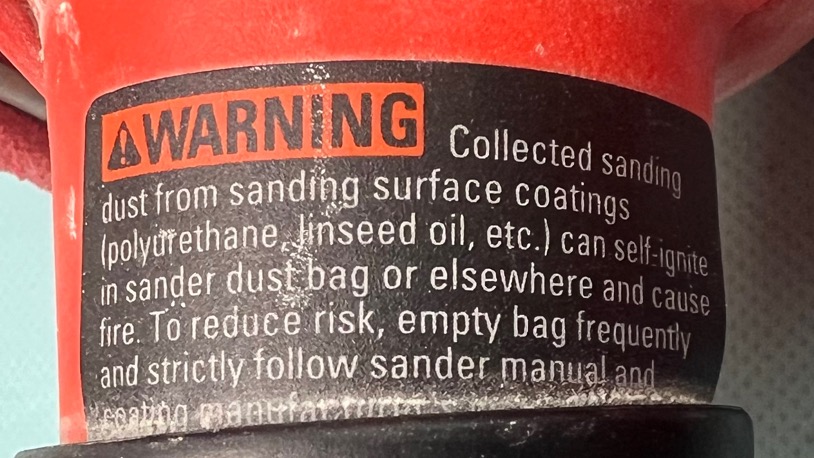 WARNING Collected sanding
dust from sanding surface coatings
(polyurethane, linseed oil, etc.) can self-ignite
in sander dust bag or elsewhere and cause
fire. To reduce risk, empty bag frequently
and strictly follow sander manual and
coating